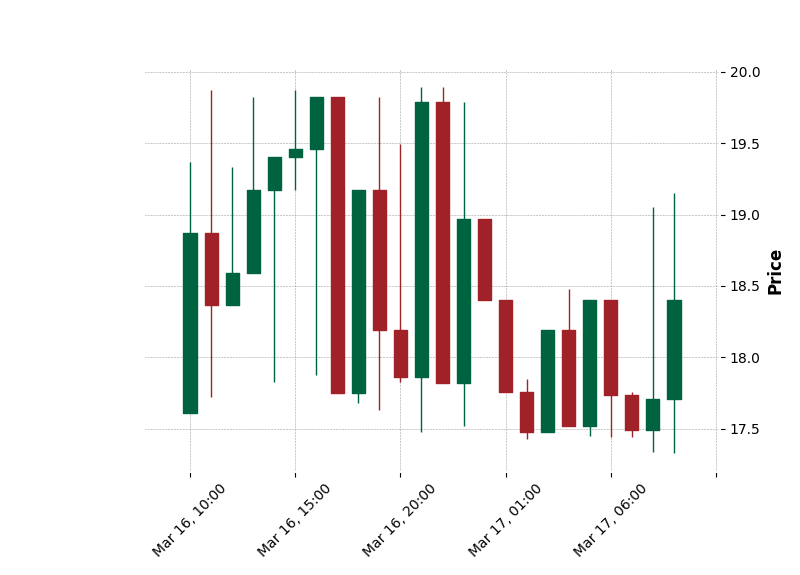 20.0
19.5
19.0
18.5
18.0
17.5
Price
Mar 16, 10:00
Mar 16, 15:00
Mar 16, 20:00
Mar 17, 01:00
Mar 17, 06:00